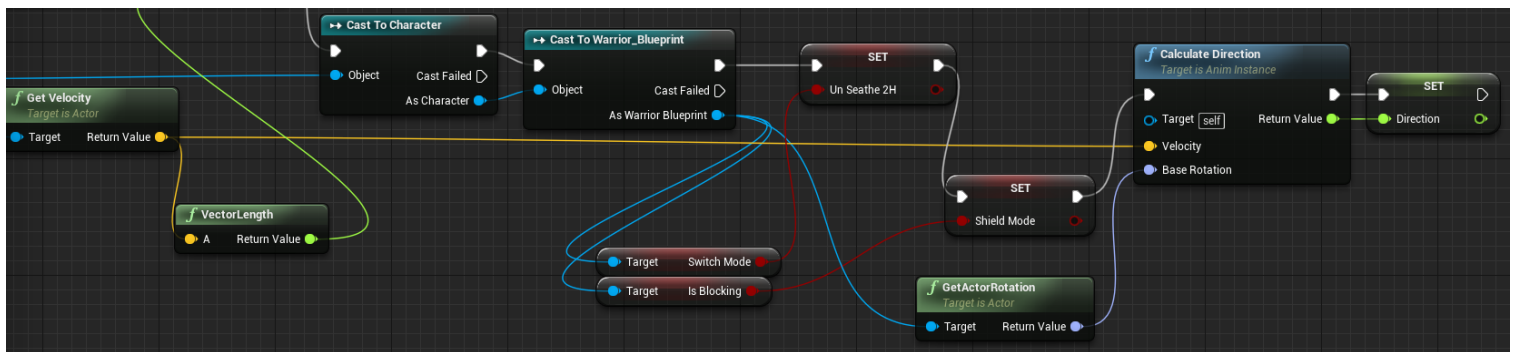 Cast To Character
Object
Cast Failed
As Character
Cast To Warrior_Blueprint
Object
Cast Failed
As Warrior Blueprint
SET
Un Seathe 2H
f Calculate Direction
Target is Anim Instance
Target self
Return Value
Velocity
Base Rotation
SET
Direction
f Get Velocity
Target is Actor
Target
Return Value
f VectorLength
A
Return Value
SET
Shield Mode
Target
Switch Mode
Target
Is Blocking
f GetActorRotation
Target is Actor
Target
Return Value